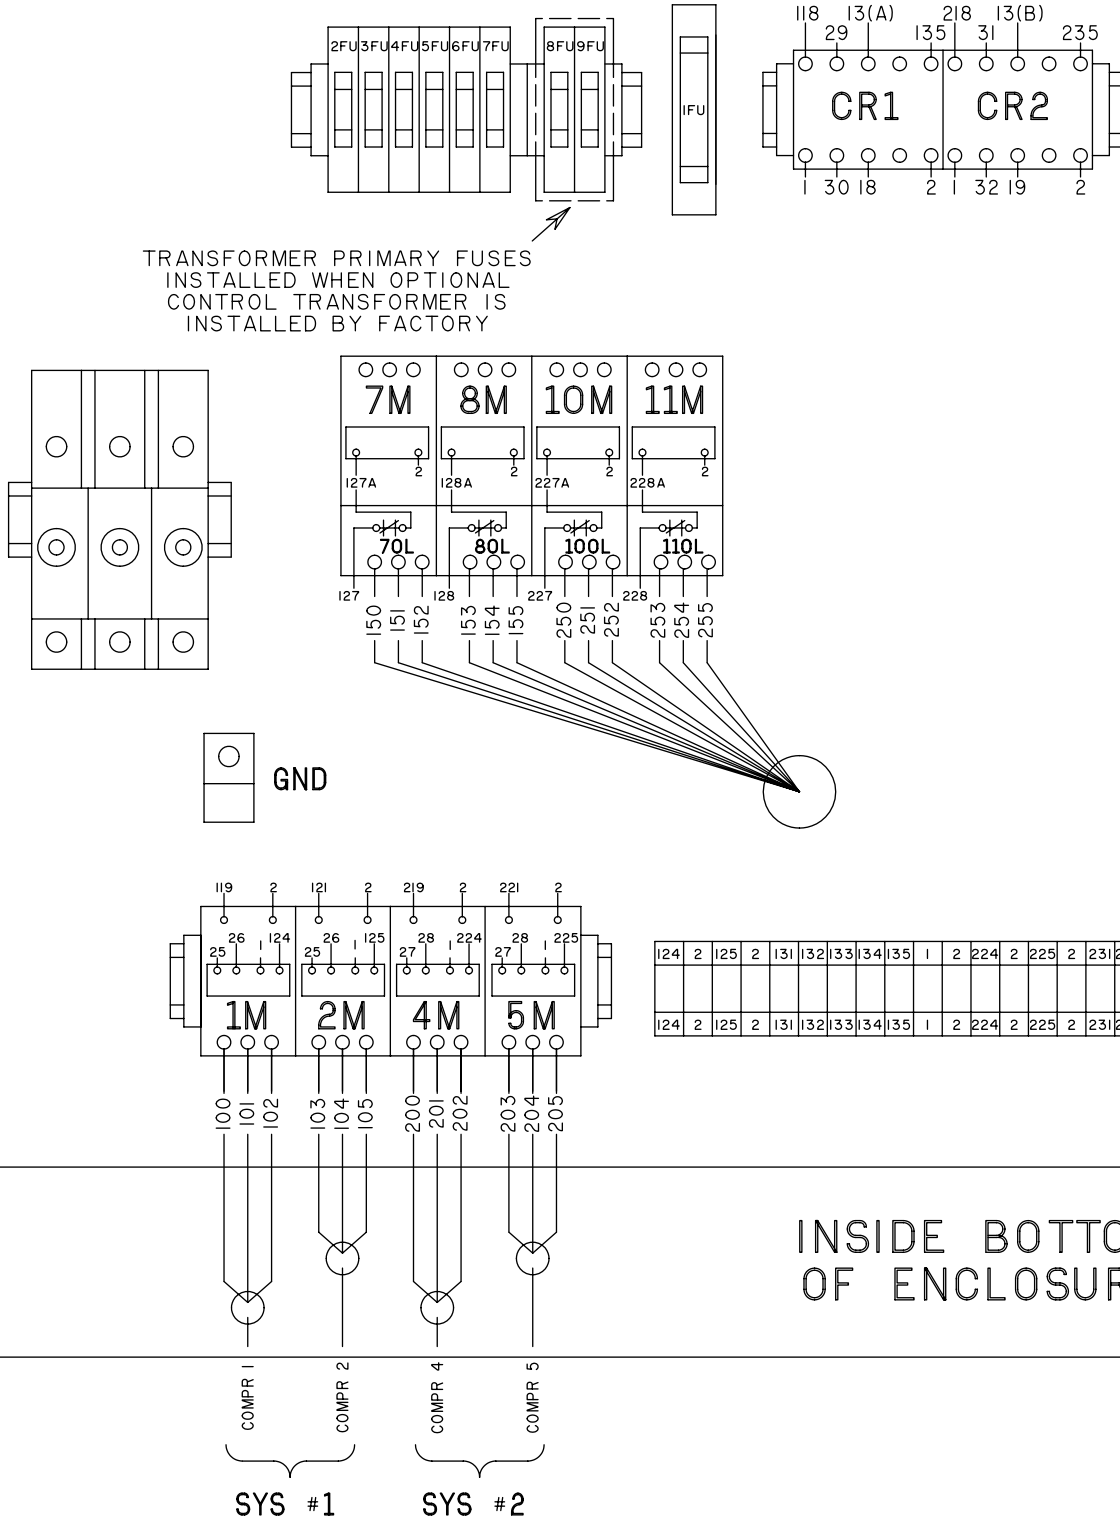 118 13(A) 218 13(B)
29 135 31 235
2FU 3FU 4FU 5FU 6FU 7FU 8FU 9FU
1FU
CR1 CR2
1 30 18 2 1 32 19 2
TRANSFORMER PRIMARY FUSES
INSTALLED WHEN OPTIONAL
CONTROL TRANSFORMER IS
INSTALLED BY FACTORY
7M 8M 10M 11M
2 2 2 2
127A 128A 227A 228A
70L 80L 100L 110L
127 128 227 228
150 151 152 153 154 155 250 251 252 253 254 255
GND
119 2 121 2 219 2 221 2
26 1 124 26 1 125 28 1 224 28 1 225
25 25 27 27
1M 2M 4M 5M
124 2 125 2 131 132 133 134 135 1 2 224 2 225 2 231
124 2 125 2 131 132 133 134 135 1 2 224 2 225 2 231
100 101 102 103 104 105 200 201 202 203 204 205
INSIDE BOTTO
OF ENCLOSUR
COMPR 1 COMPR 2 COMPR 4 COMPR 5
SYS #1 SYS #2